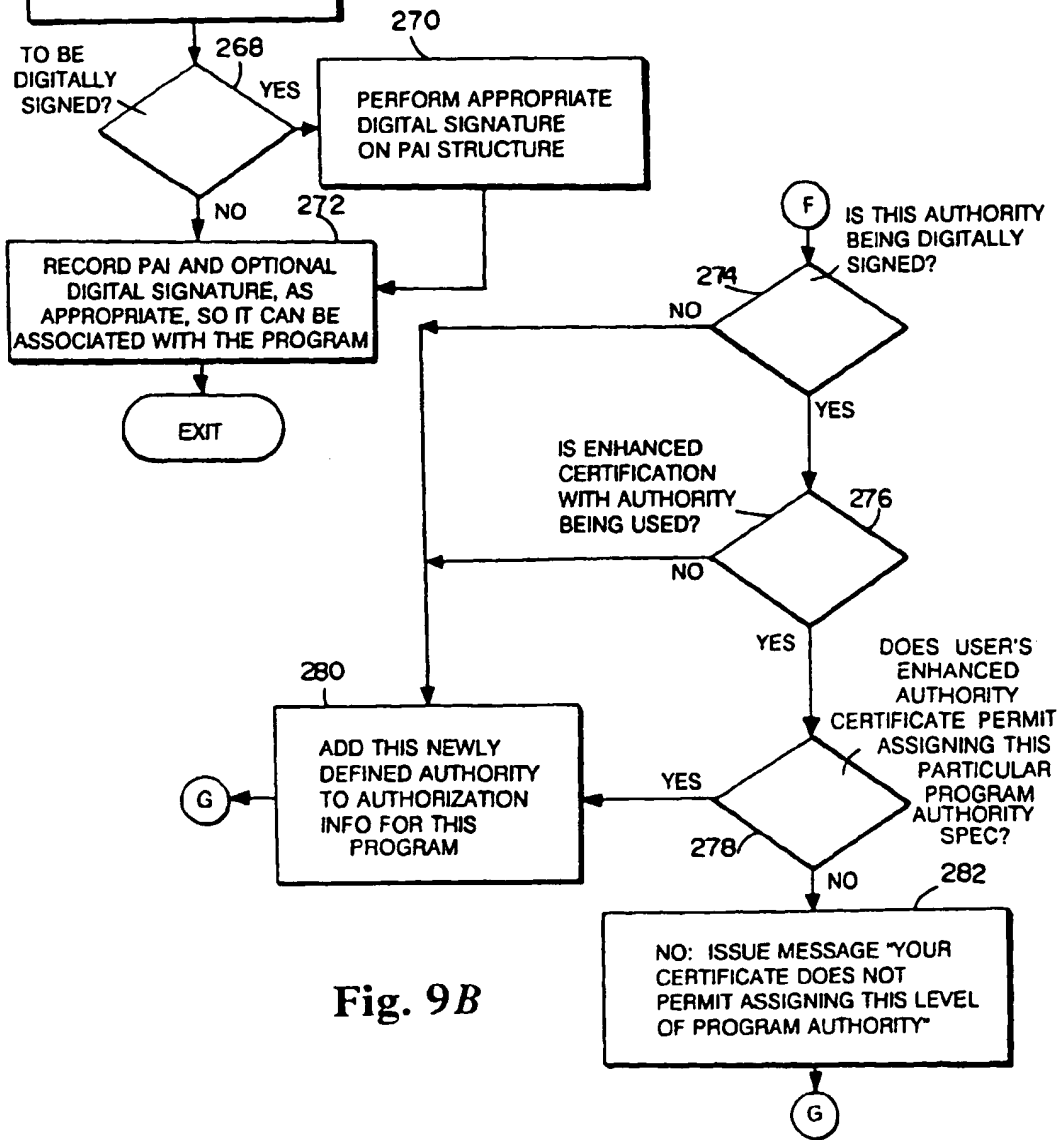 268
TO BE
DIGITALLY
SIGNED?
YES
270
PERFORM APPROPRIATE
DIGITAL SIGNATURE
ON PAI STRUCTURE
NO
272
RECORD PAI AND OPTIONAL
DIGITAL SIGNATURE, AS
APPROPRIATE, SO IT CAN BE
ASSOCIATED WITH THE PROGRAM
EXIT
F
IS THIS AUTHORITY
BEING DIGITALLY
SIGNED?
274
NO
YES
IS ENHANCED
CERTIFICATION
WITH AUTHORITY
BEING USED?
276
NO
YES
DOES USER'S
ENHANCED
AUTHORITY
CERTIFICATE PERMIT
ASSIGNING THIS
PARTICULAR
PROGRAM
AUTHORITY
SPEC?
278
YES
280
ADD THIS NEWLY
DEFINED AUTHORITY
TO AUTHORIZATION
INFO FOR THIS
PROGRAM
G
NO
282
NO: ISSUE MESSAGE "YOUR
CERTIFICATE DOES NOT
PERMIT ASSIGNING THIS LEVEL
OF PROGRAM AUTHORITY"
G
Fig. 9B